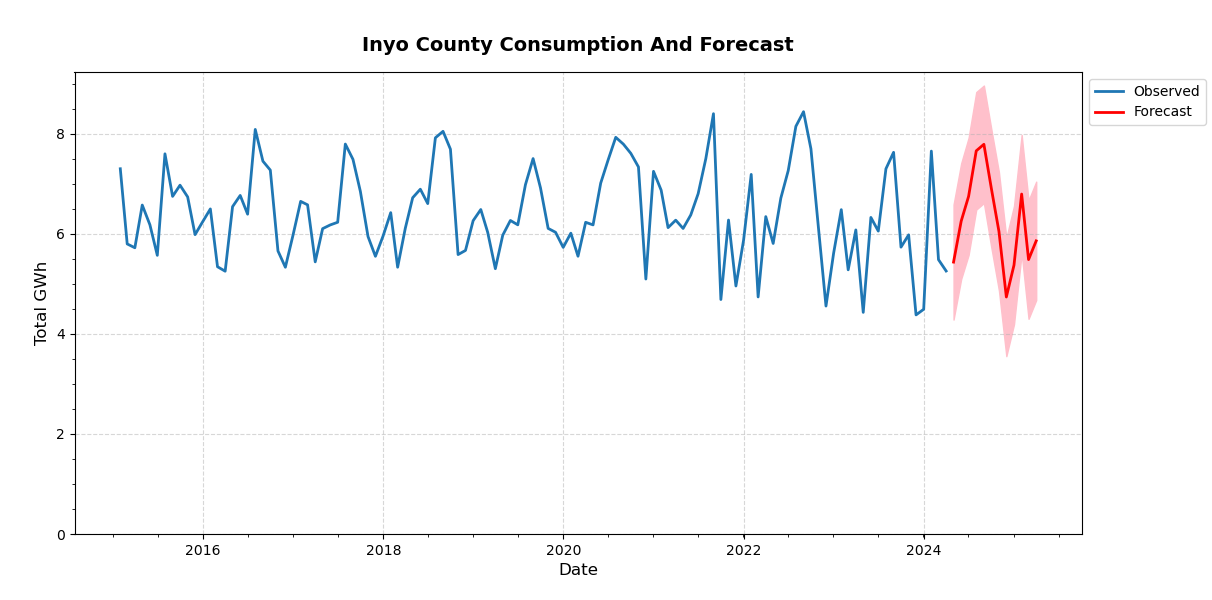 Inyo County Consumption And Forecast
Observed
Forecast
Total GWh
8
6
4
2
0
2016
2018
2020
2022
2024
Date